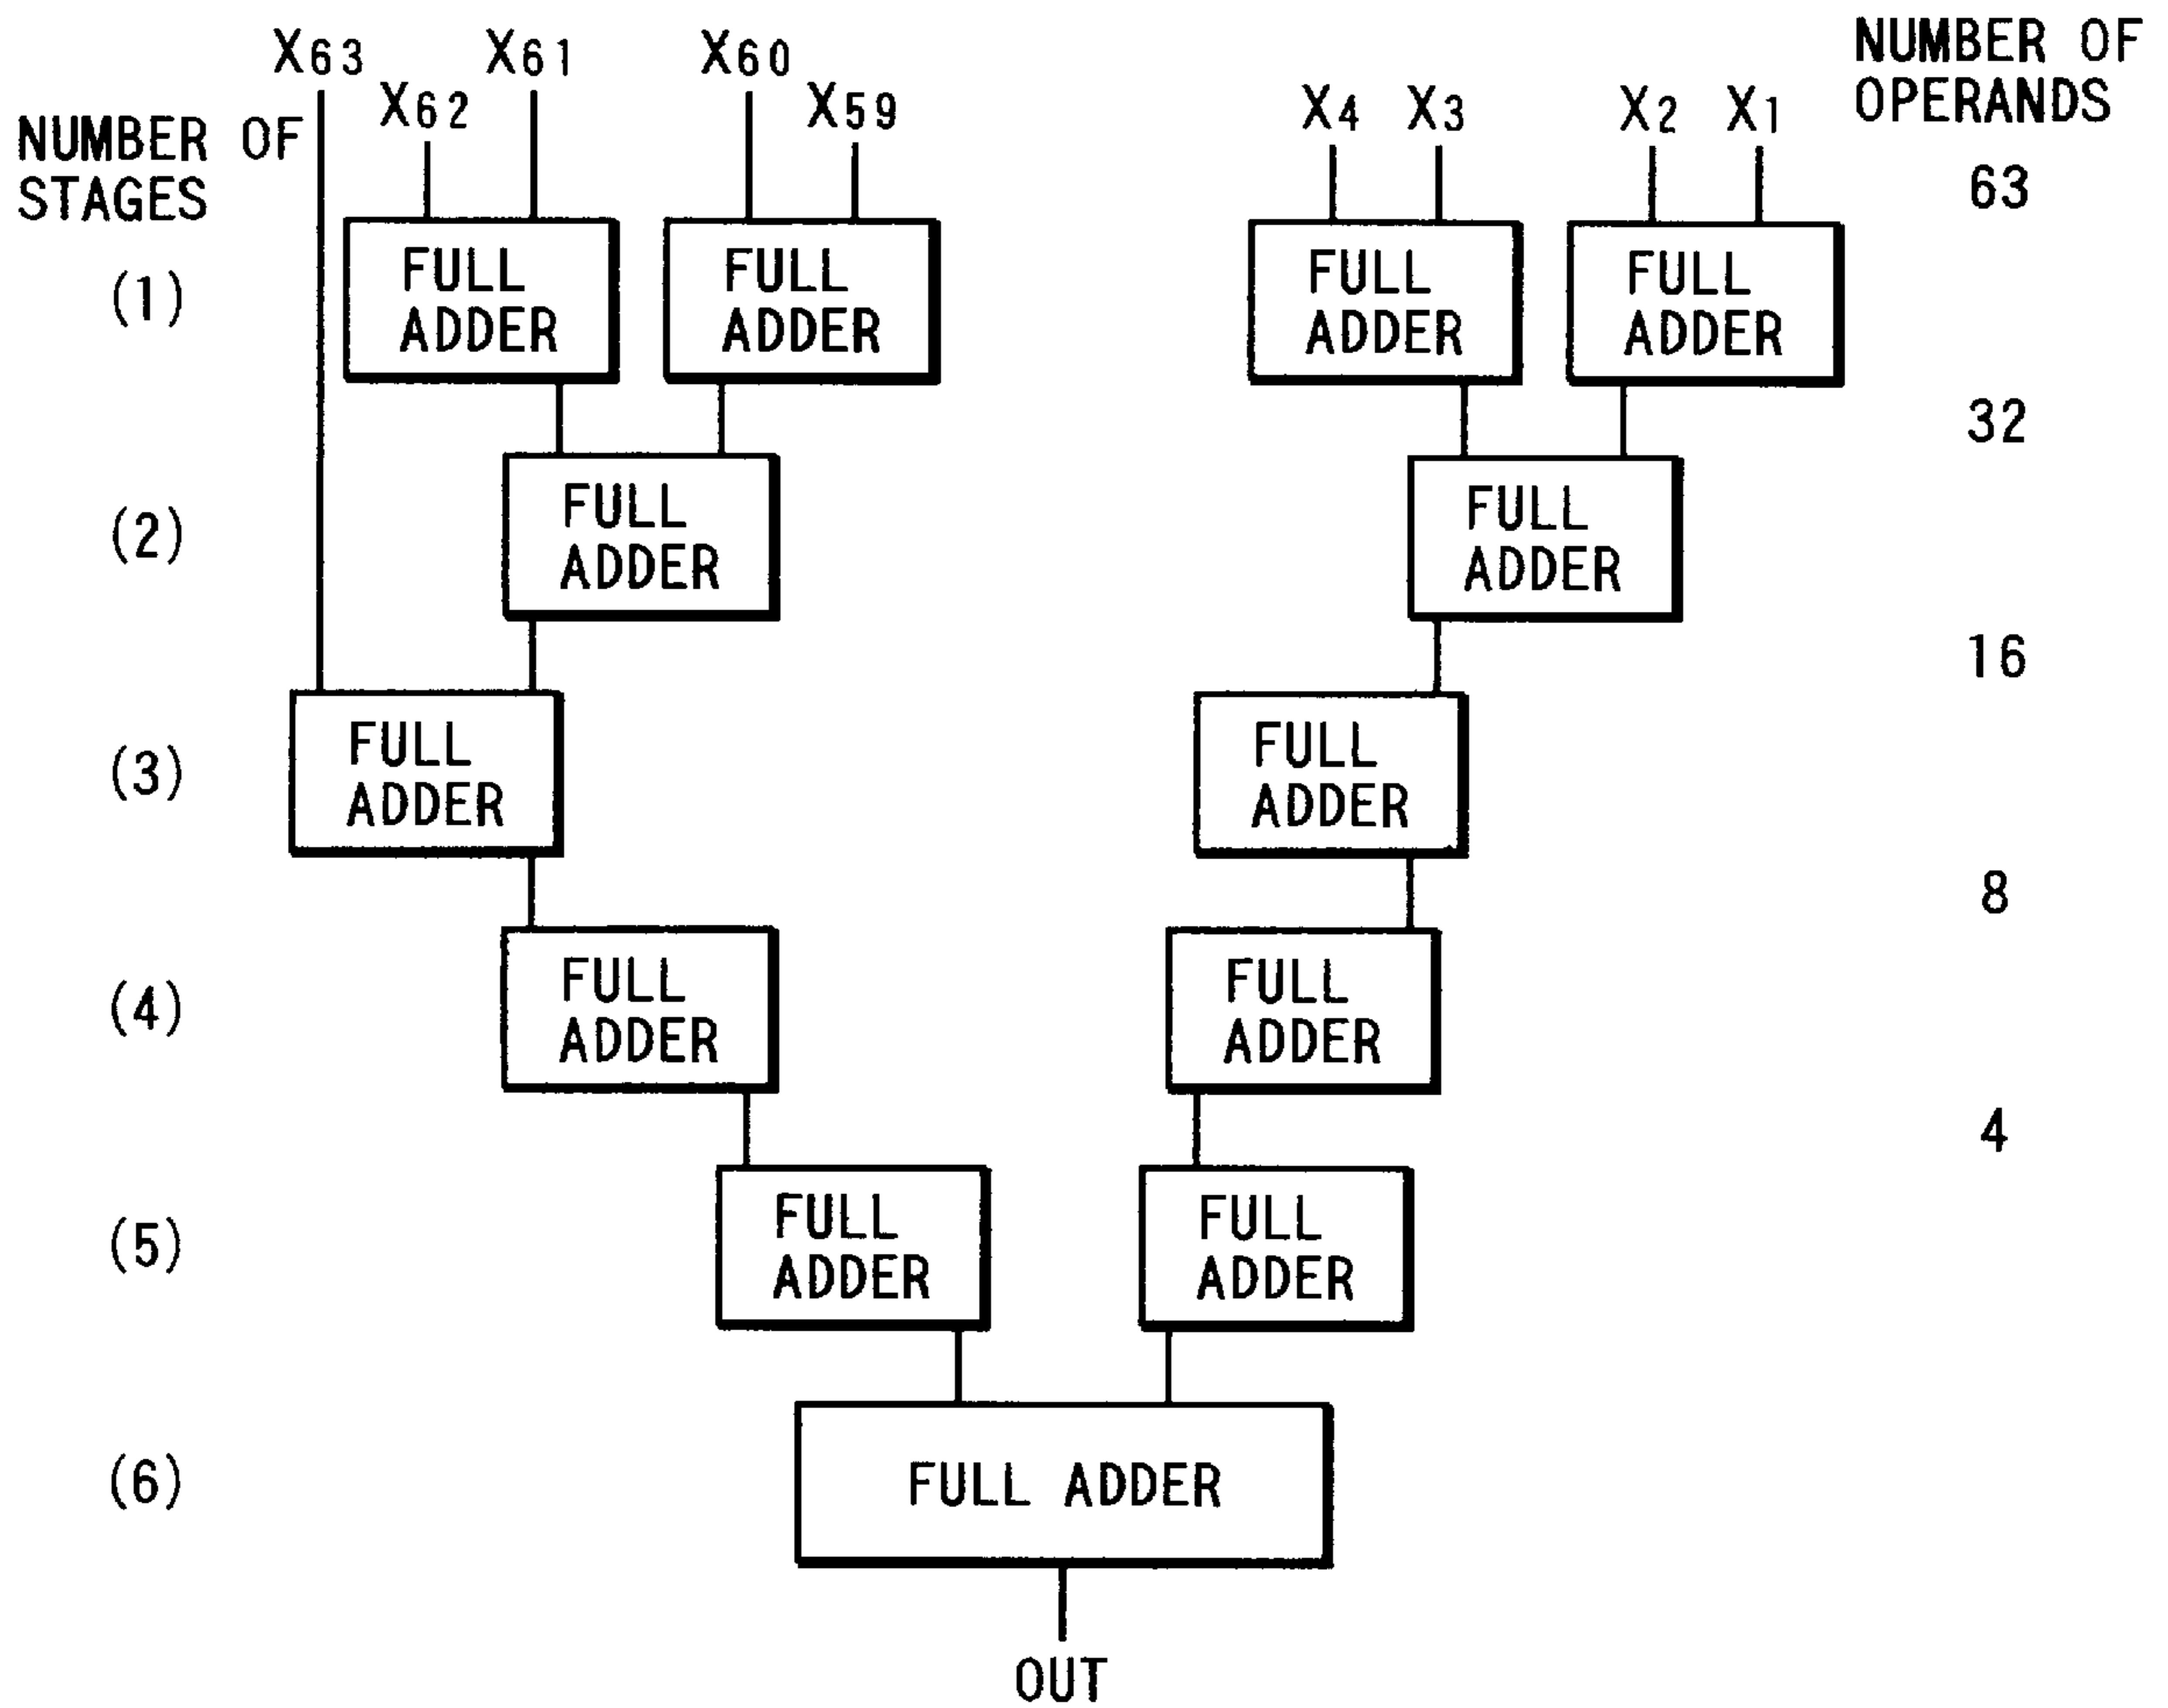 X63 X61 X60 NUMBER OF
X62 X59 X4 X3 X2 X1 OPERANDS
NUMBER OF
STAGES
63
(1)
FULL
ADDER
FULL
ADDER
FULL
ADDER
FULL
ADDER
32
(2)
FULL
ADDER
FULL
ADDER
16
(3)
FULL
ADDER
FULL
ADDER
8
(4)
FULL
ADDER
FULL
ADDER
4
(5)
FULL
ADDER
FULL
ADDER
(6)
FULL ADDER
OUT